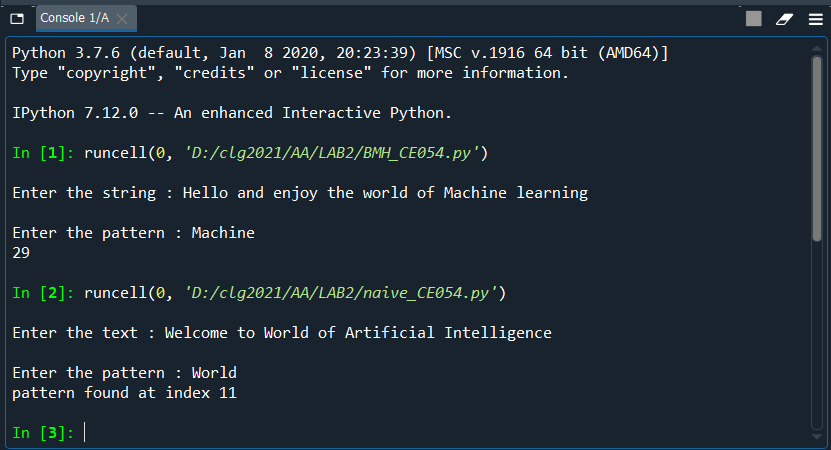 Console 1/A
Python 3.7.6 (default, Jan  8 2020, 20:23:39) [MSC v.1916 64 bit (AMD64)]
Type "copyright", "credits" or "license" for more information.
IPython 7.12.0 -- An enhanced Interactive Python.
In [1]: runcell(0, 'D:/clg2021/AA/LAB2/BMH_CE054.py')
Enter the string : Hello and enjoy the world of Machine learning
Enter the pattern : Machine
29
In [2]: runcell(0, 'D:/clg2021/AA/LAB2/naive_CE054.py')
Enter the text : Welcome to World of Artificial Intelligence
Enter the pattern : World
pattern found at index 11
In [3]: